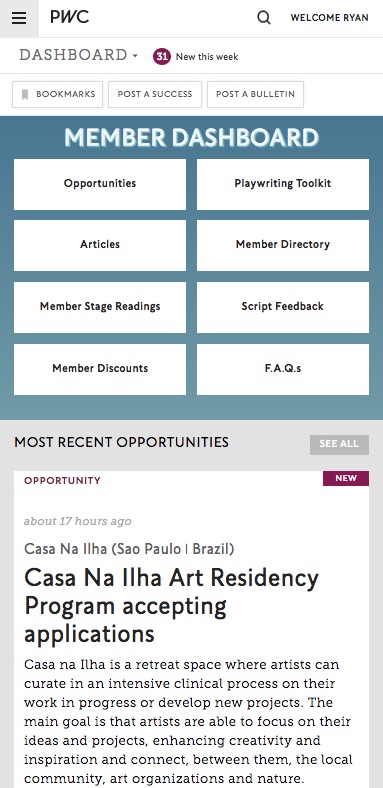 PWC
WELCOME RYAN
DASHBOARD
31 New this week
BOOKMARKS
POST A SUCCESS
POST A BULLETIN
MEMBER DASHBOARD
Opportunities
Playwriting Toolkit
Articles
Member Directory
Member Stage Readings
Script Feedback
Member Discounts
F.A.Q.s
MOST RECENT OPPORTUNITIES
SEE ALL
OPPORTUNITY
NEW
about 17 hours ago
Casa Na Ilha (Sao Paulo | Brazil)
Casa Na Ilha Art Residency
Program accepting
applications
Casa na Ilha is a retreat space where artists can
curate in an intensive clinical process on their
work in progress or develop new projects. The
main goal is that artists are able to focus on their
ideas and projects, enhancing creativity and
inspiration and connect, between them, the local
community, art organizations and nature.